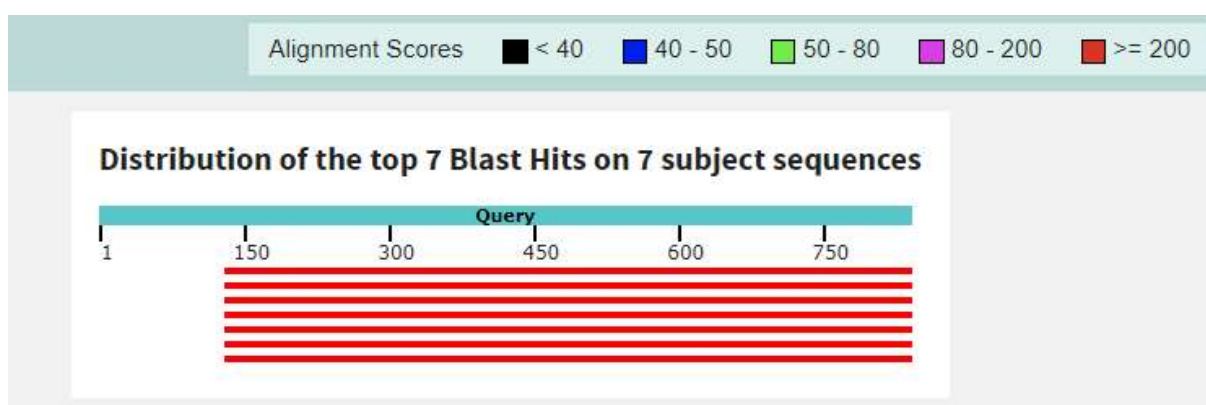 Alignment Scores < 40 40 - 50 50 - 80 80 - 200 >= 200
Distribution of the top 7 Blast Hits on 7 subject sequences
Query
1 150 300 450 600 750